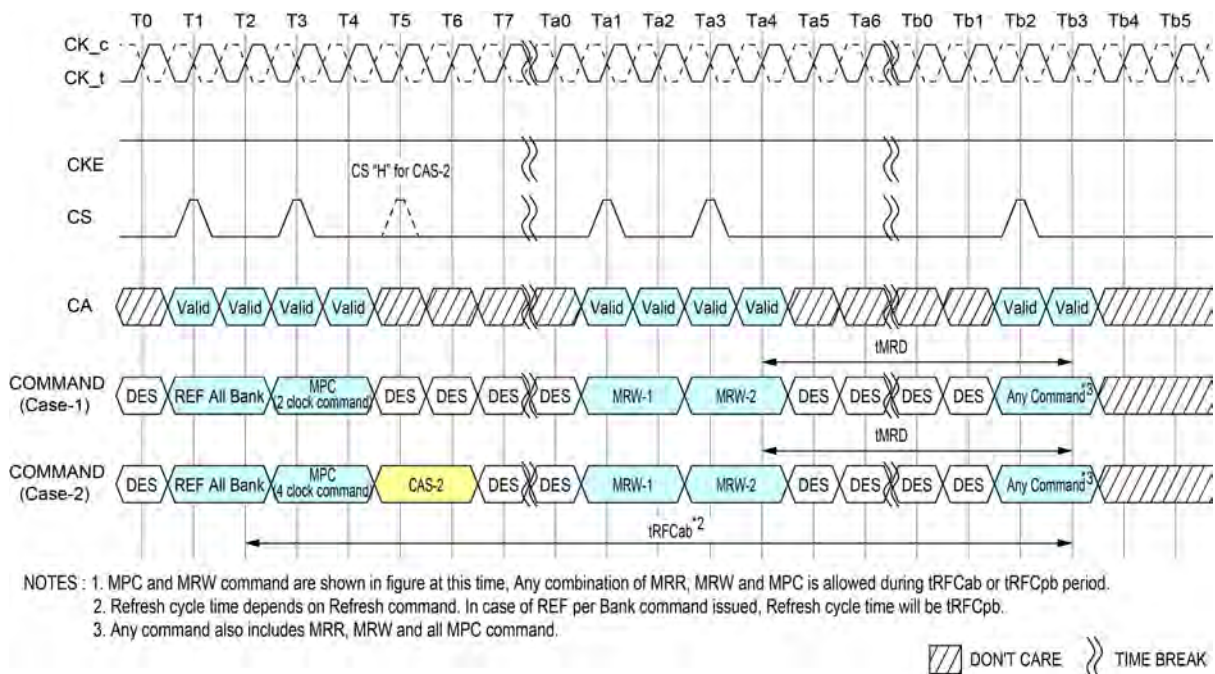 T0 T1 T2 T3 T4 T5 T6 T7 Ta0 Ta1 Ta2 Ta3 Ta4 Ta5 Ta6 Tb0 Tb1 Tb2 Tb3 Tb4 Tb5
CK_c
CK_t
CKE
CS "H" for CAS-2
CS
CA Valid Valid Valid Valid Valid Valid Valid Valid Valid Valid
tMRD
COMMAND
(Case-1)
DES REF All Bank MPC (2 clock command) DES DES DES DES MRW-1 MRW-2 DES DES DES DES Any Command*3
tMRD
COMMAND
(Case-2)
DES REF All Bank MPC (4 clock command) CAS-2 DES DES MRW-1 MRW-2 DES DES DES DES Any Command*3
tRFCab*2
NOTES : 1. MPC and MRW command are shown in figure at this time, Any combination of MRR, MRW and MPC is allowed during tRFCab or tRFCpb period.
2. Refresh cycle time depends on Refresh command. In case of REF per Bank command issued, Refresh cycle time will be tRFCpb.
3. Any command also includes MRR, MRW and all MPC command.
DON'T CARE TIME BREAK